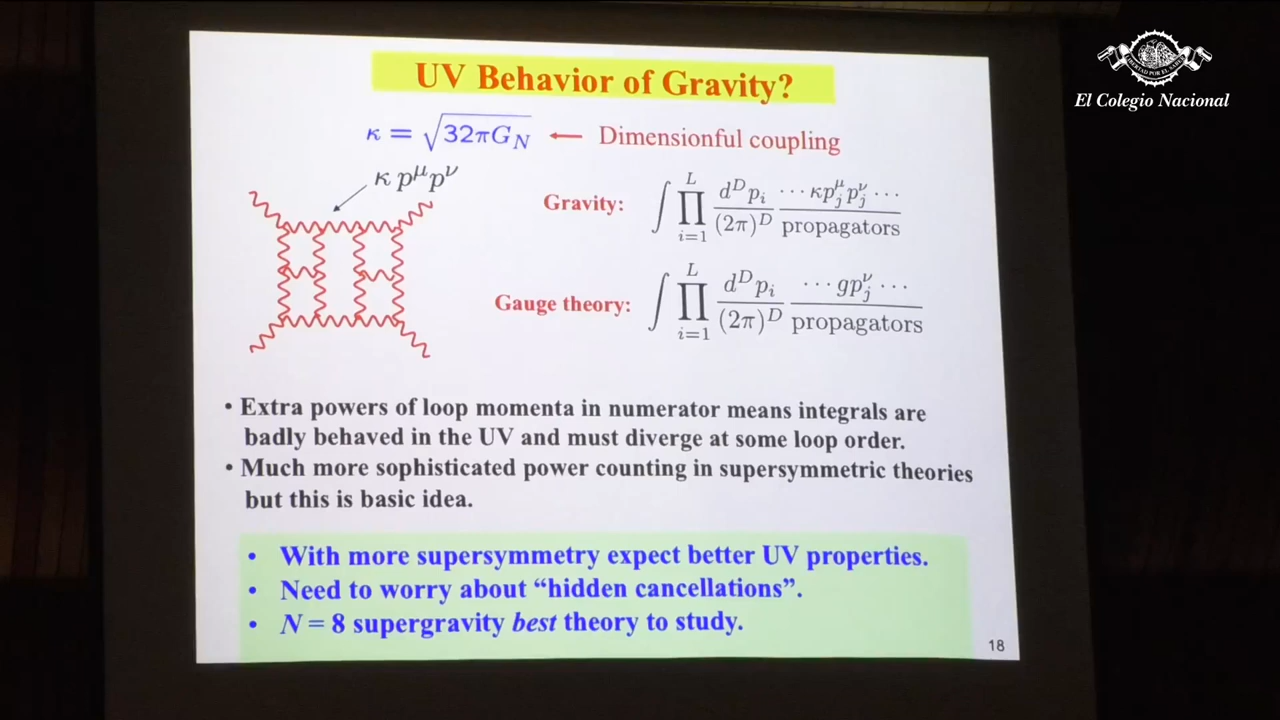 El Colegio Nacional
UV Behavior of Gravity?
κ = √32πG_N ← Dimensionful coupling
κ p^μ p^ν
Gravity: ∫ ∏_{i=1}^{L} d^D p_i / (2π)^D ··· κp_j^μ p_j^ν ··· / propagators
Gauge theory: ∫ ∏_{i=1}^{L} d^D p_i / (2π)^D ··· gp_j^ν ··· / propagators
• Extra powers of loop momenta in numerator means integrals are
badly behaved in the UV and must diverge at some loop order.
• Much more sophisticated power counting in supersymmetric theories
but this is basic idea.
• With more supersymmetry expect better UV properties.
• Need to worry about “hidden cancellations”.
• N = 8 supergravity best theory to study.
18